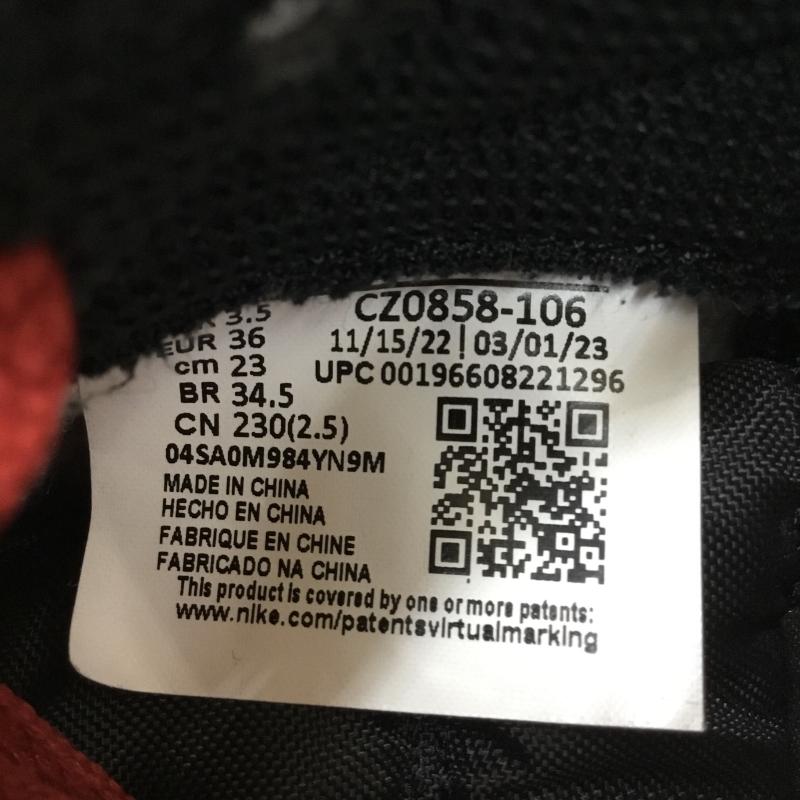 3.5
EUR 36
cm 23
BR 34.5
CN 230(2.5)
04SA0M984YN9M
MADE IN CHINA
HECHO EN CHINA
FABRIQUE EN CHINE
FABRICADO NA CHINA
CZ0858-106
11/15/22 | 03/01/23
UPC 00196608221296
This product is covered by one or more patents:
www.nike.com/patentsvirtualmarking